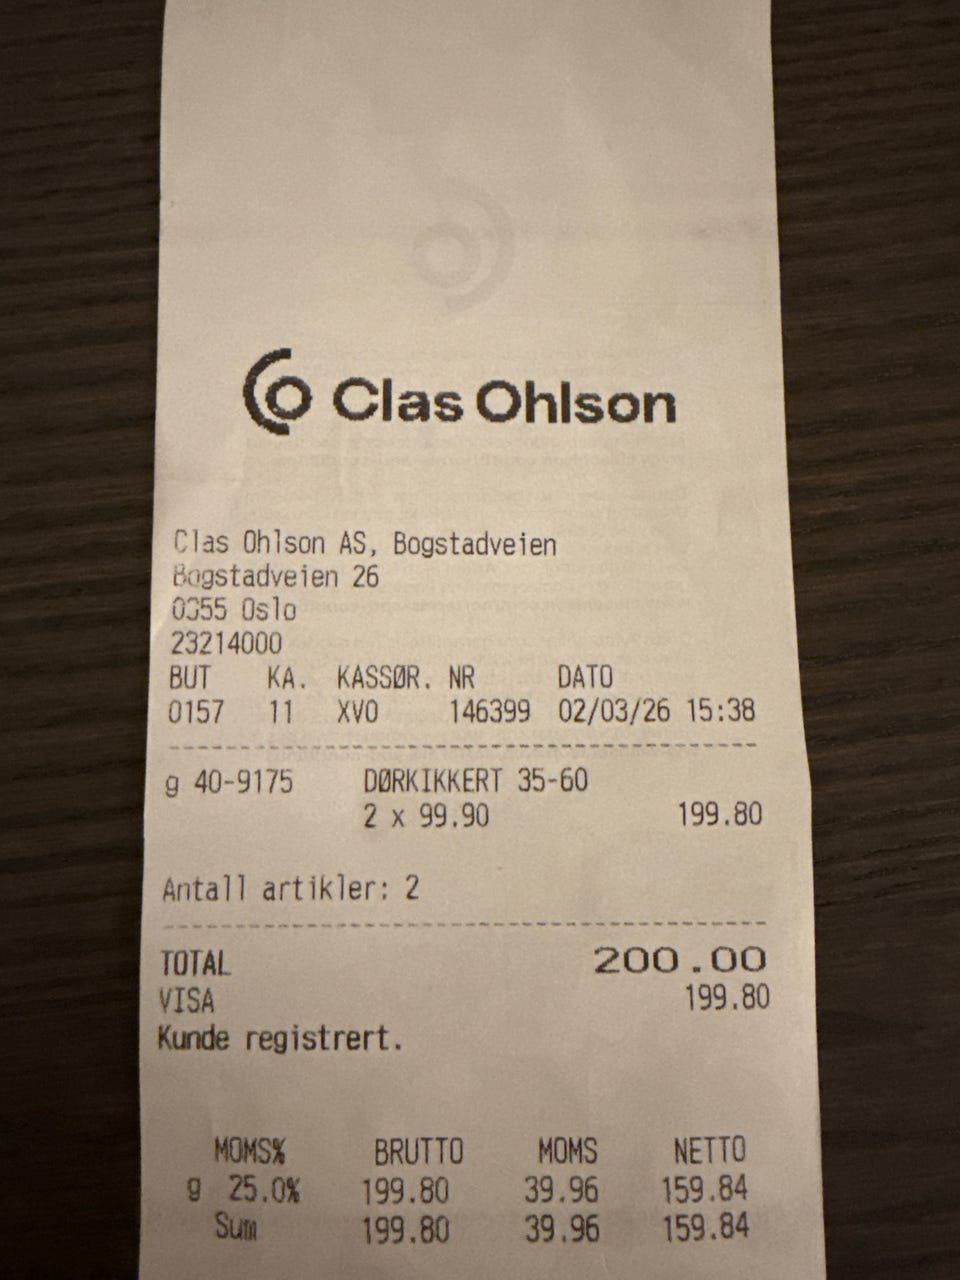 Clas Ohlson
Clas Ohlson AS, Bogstadveien
Bogstadveien 26
0355 Oslo
23214000
BUT KA. KASSØR. NR DATO
0157 11 XVO 146399 02/03/26 15:38
g 40-9175 DØRKIKKERT 35-60
2 x 99.90 199.80
Antall artikler: 2
TOTAL 200.00
VISA 199.80
Kunde registrert.
MOMS% BRUTTO MOMS NETTO
g 25.0% 199.80 39.96 159.84
Sum 199.80 39.96 159.84